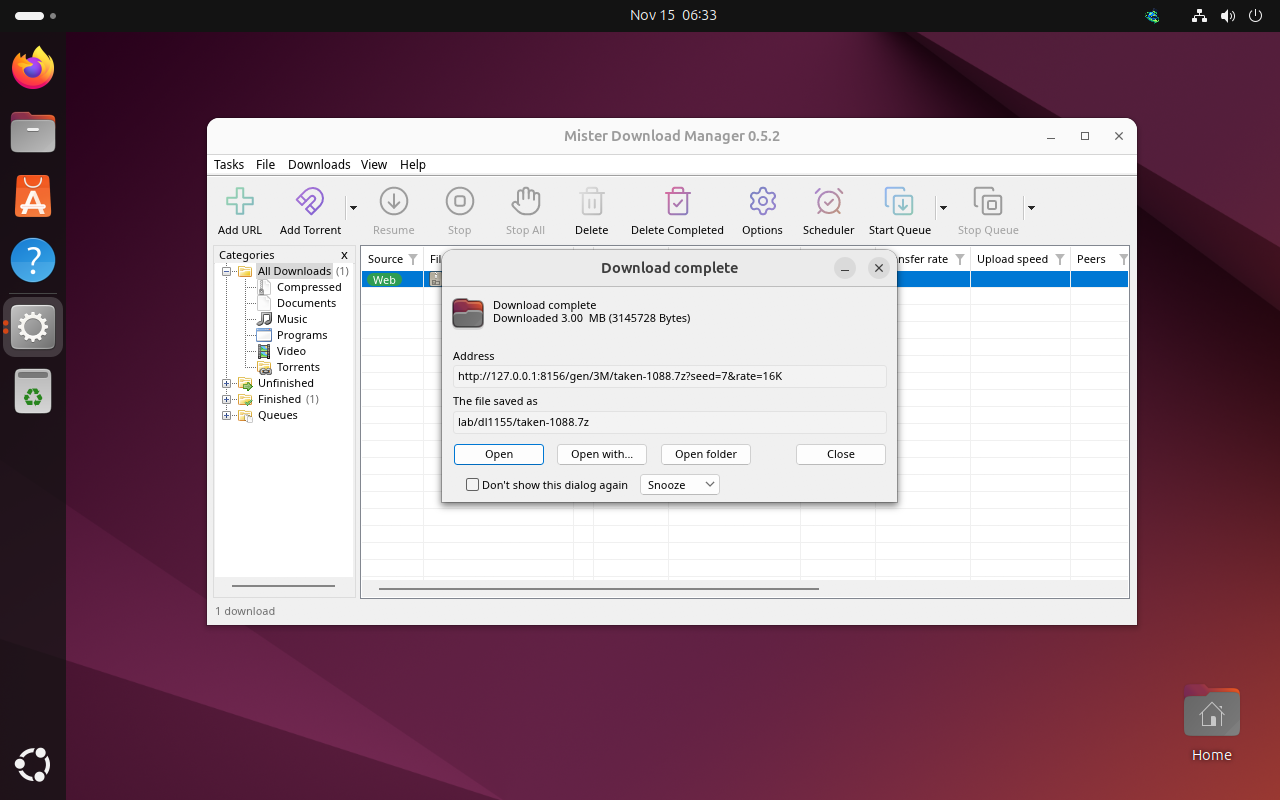 Nov 15 06:33
Mister Download Manager 0.5.2
Tasks File Downloads View Help
Add URL Add Torrent Resume Stop Stop All Delete Delete Completed Options Scheduler Start Queue Stop Queue
Categories X
All Downloads (1)
Compressed
Documents
Music
Programs
Video
Torrents
Unfinished
Finished (1)
Queues
Source Upload speed Peers
rate
Web
Download complete
Download complete
Downloaded 3.00 MB (3145728 Bytes)
Address
http://127.0.0.1:8156/gen/3M/taken-1088.7z?seed=7&rate=16K
The file saved as
lab/dl1155/taken-1088.7z
Open Open with... Open folder Close
Don't show this dialog again Snooze
1 download
Home